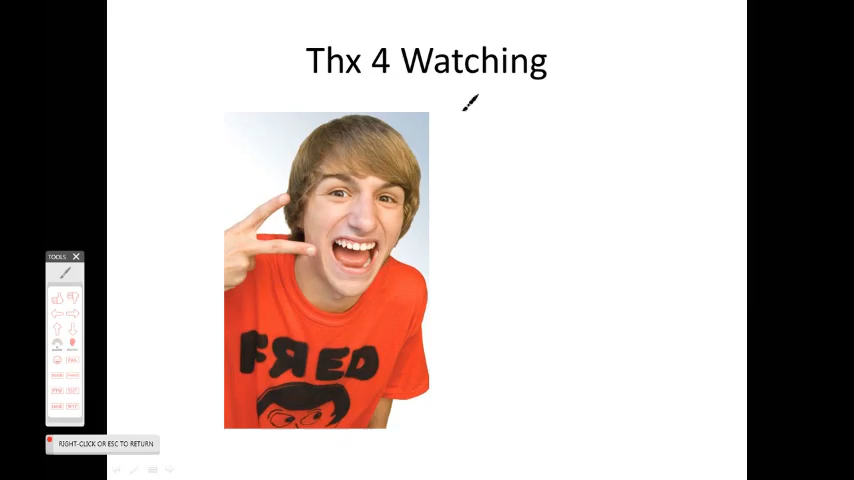 Thx 4 Watching
FRED
TOOLS
RIGHT-CLICK OR ESC TO RETURN